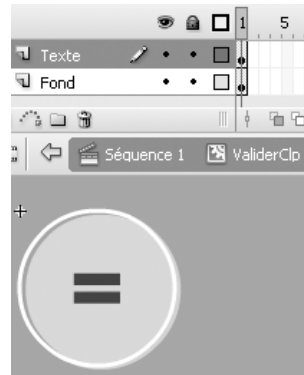 1 5
Texte
Fond
Séquence 1 ValiderClp
=